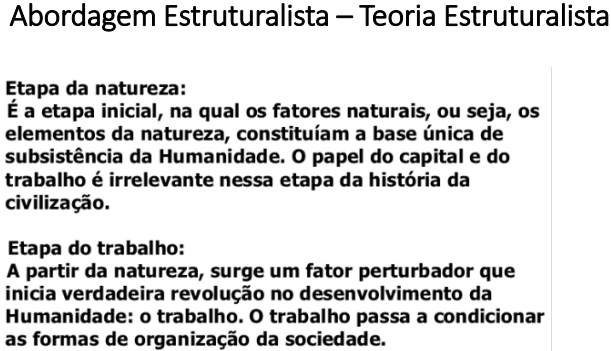 Abordagem Estruturalista – Teoria Estruturalista
Etapa da natureza:
É a etapa inicial, na qual os fatores naturais, ou seja, os
elementos da natureza, constituíam a base única de
subsistência da Humanidade. O papel do capital e do
trabalho é irrelevante nessa etapa da história da
civilização.
Etapa do trabalho:
A partir da natureza, surge um fator perturbador que
inicia verdadeira revolução no desenvolvimento da
Humanidade: o trabalho. O trabalho passa a condicionar
as formas de organização da sociedade.